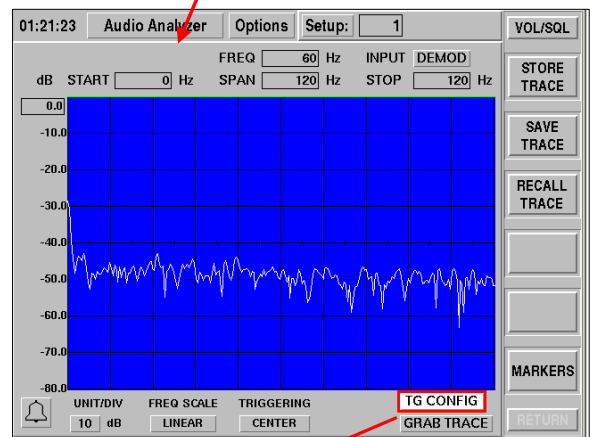 01:21:23 Audio Analyzer Options Setup: 1 VOL/SQL
FREQ 60 Hz INPUT DEMOD
dB START 0 Hz SPAN 120 Hz STOP 120 Hz
STORE
TRACE
0.0
-10.0
SAVE
TRACE
-20.0
RECALL
TRACE
-30.0
-40.0
-50.0
-60.0
-70.0
MARKERS
-80.0
UNIT/DIV FREQ SCALE TRIGGERING TG CONFIG
10 dB LINEAR CENTER GRAB TRACE RETURN